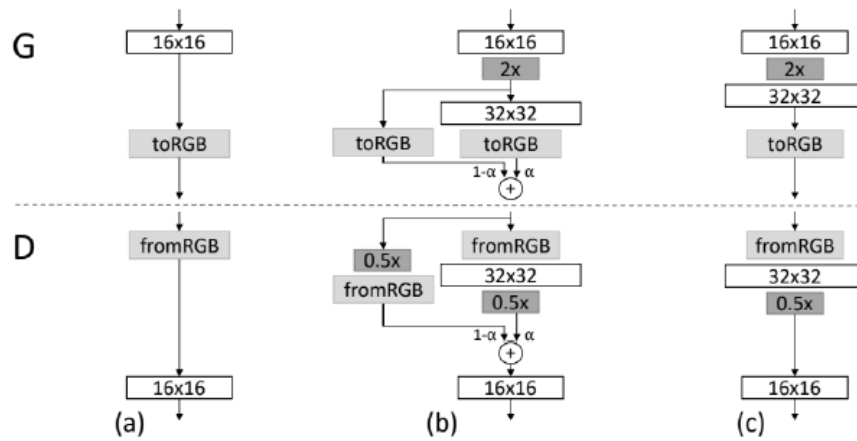 G
16x16
toRGB
16x16
2x
32x32
toRGB toRGB
1-α α
+
16x16
2x
32x32
toRGB
D
fromRGB
16x16
(a)
fromRGB
0.5x
32x32
fromRGB
0.5x
1-α α
+
16x16
(b)
fromRGB
32x32
0.5x
16x16
(c)